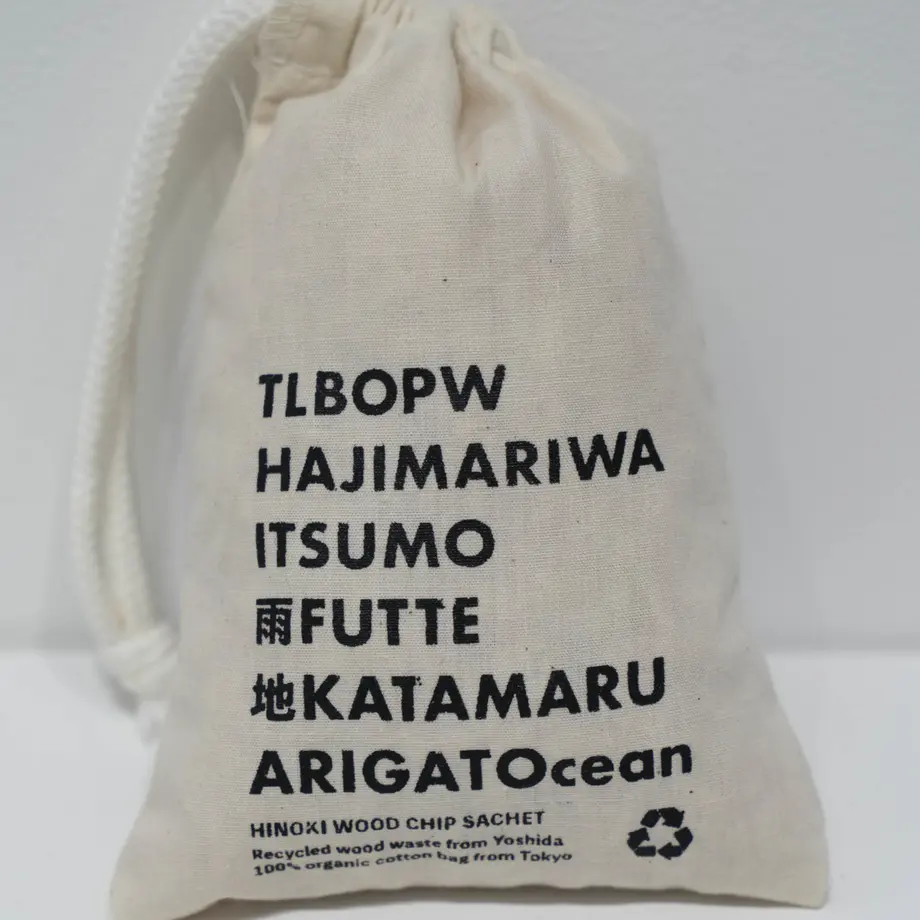 TLBOPW
HAJIMARIWA
ITSUMO
雨FUTTE
地KATAMARU
ARIGATOcean
HINOKI WOOD CHIP SACHET
Recycled wood waste from Yoshida
100% organic cotton bag from Tokyo